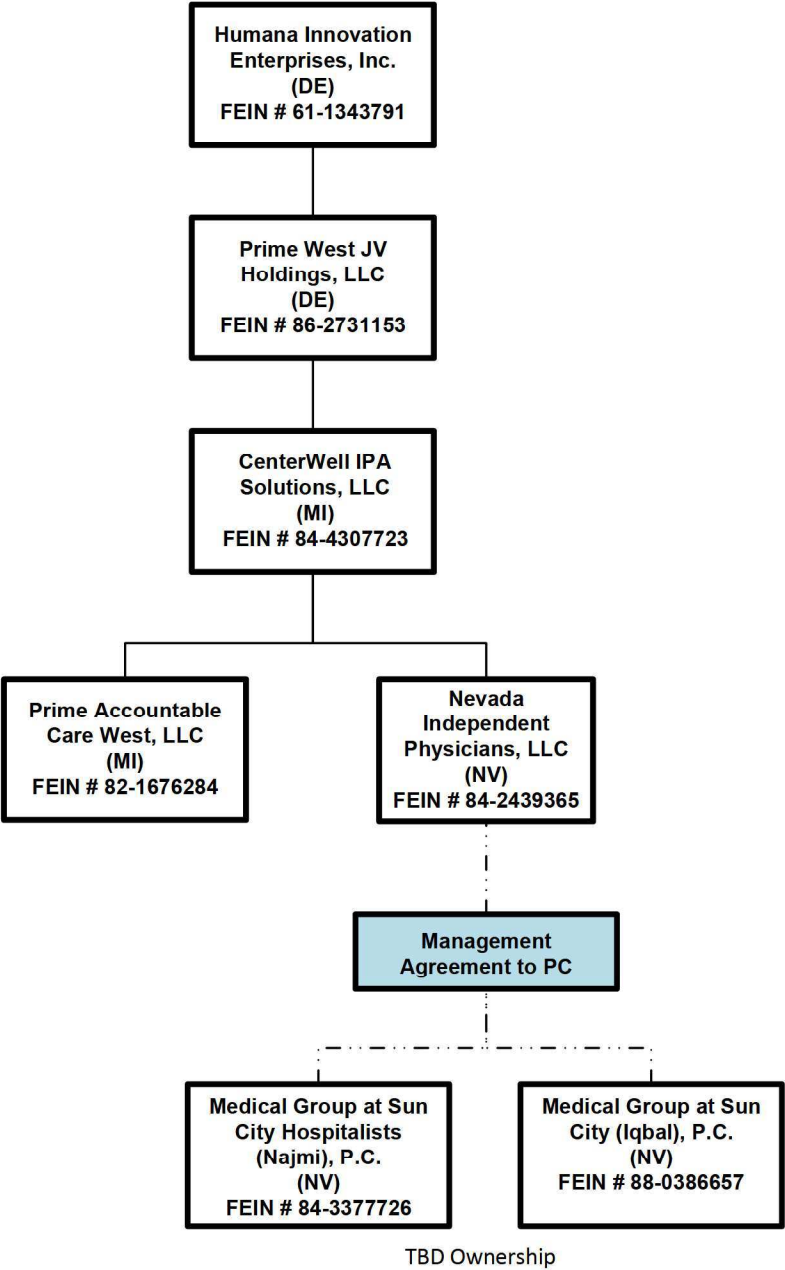 Humana Innovation
Enterprises, Inc.
(DE)
FEIN # 61-1343791
Prime West JV
Holdings, LLC
(DE)
FEIN # 86-2731153
CenterWell IPA
Solutions, LLC
(MI)
FEIN # 84-4307723
Prime Accountable
Care West, LLC
(MI)
FEIN # 82-1676284
Nevada
Independent
Physicians, LLC
(NV)
FEIN # 84-2439365
Management
Agreement to PC
Medical Group at Sun
City Hospitalists
(Najmi), P.C.
(NV)
FEIN # 84-3377726
Medical Group at Sun
City (Iqbal), P.C.
(NV)
FEIN # 88-0386657
TBD Ownership